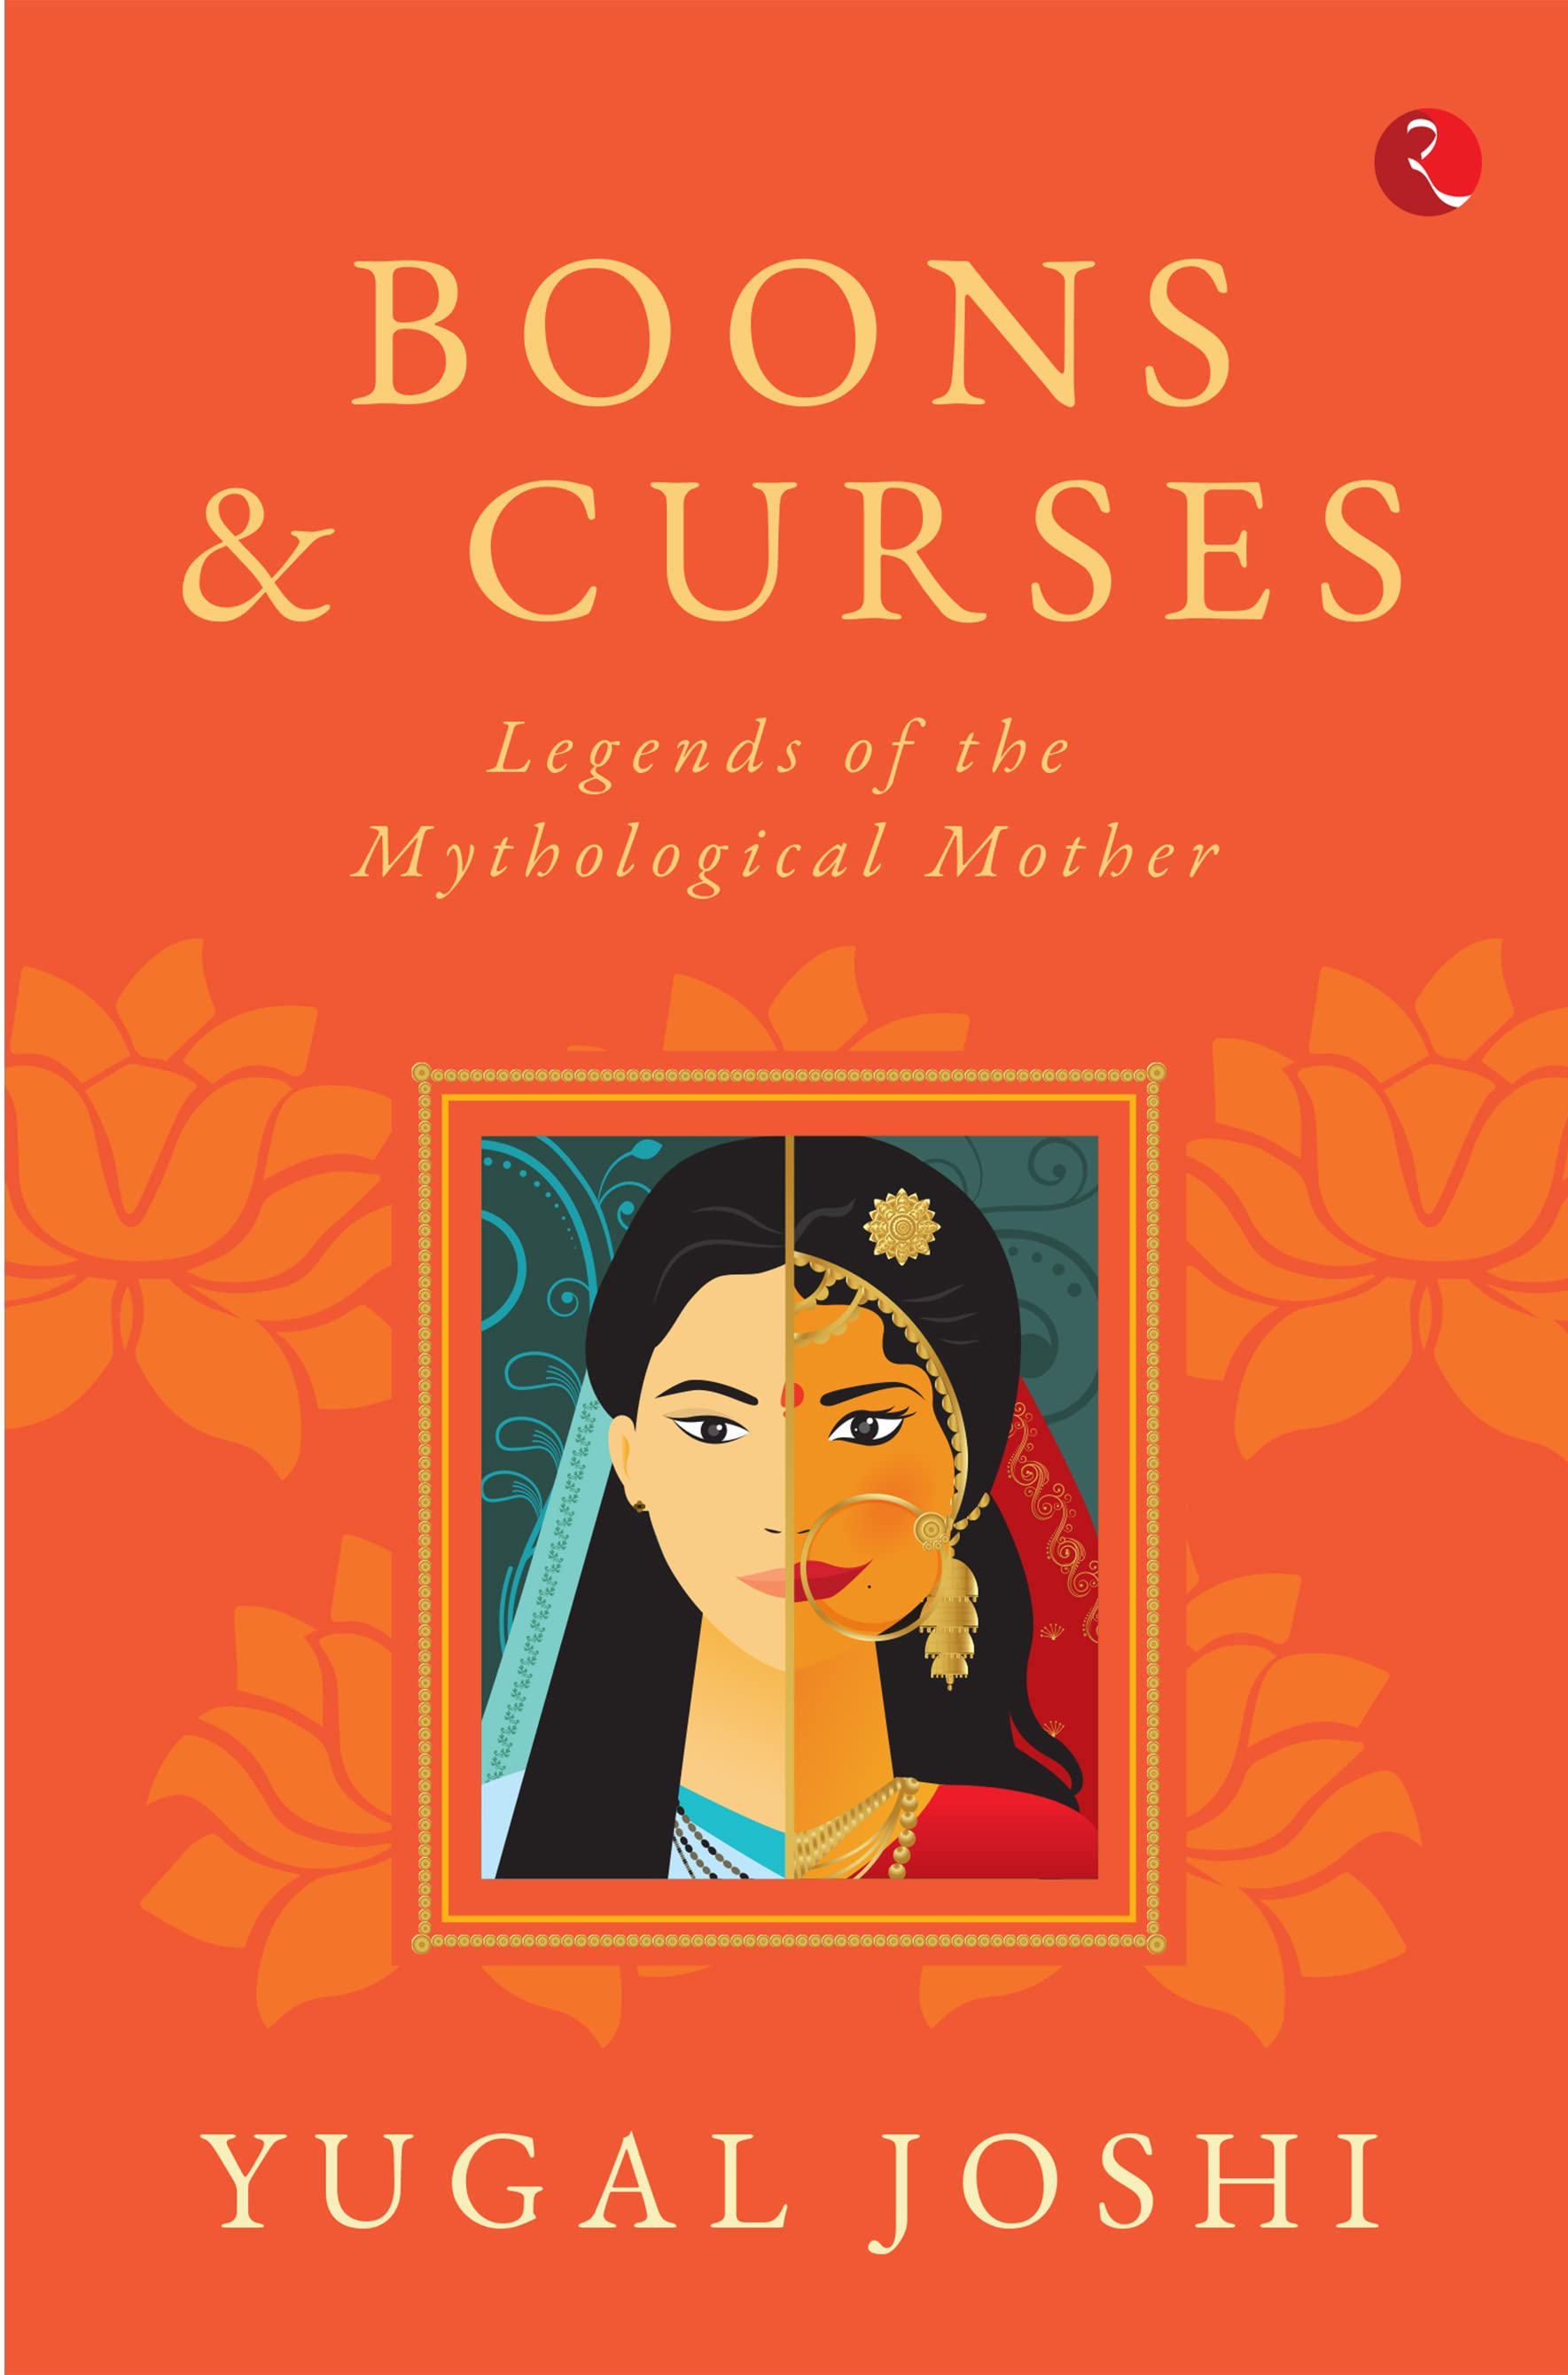 BOONS
& CURSES
Legends of the
Mythological Mother
YUGAL JOSHI